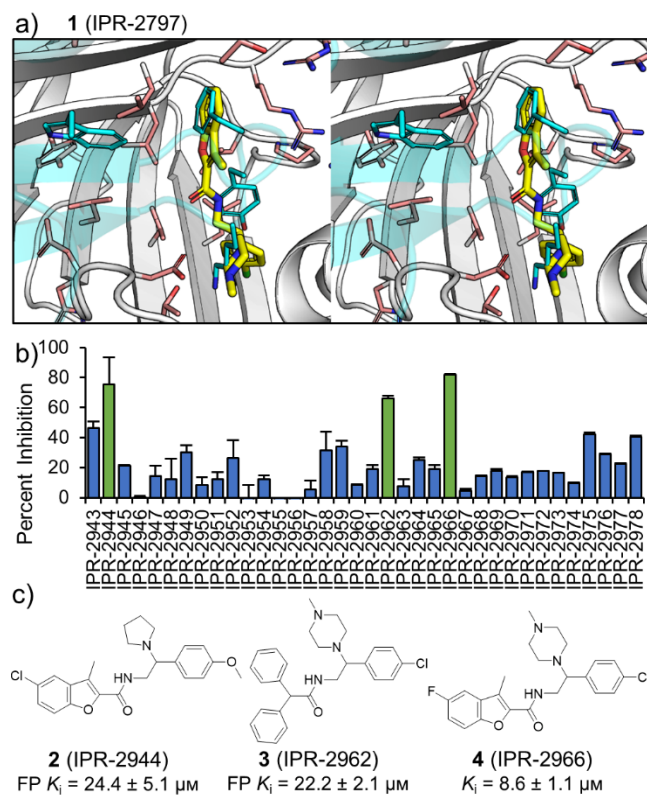 a) 1 (IPR-2797)
b)
Percent Inhibition
100
80
60
40
20
0
IPR-2943
IPR-2944
IPR-2945
IPR-2946
IPR-2947
IPR-2948
IPR-2949
IPR-2950
IPR-2951
IPR-2952
IPR-2953
IPR-2954
IPR-2955
IPR-2956
IPR-2957
IPR-2958
IPR-2959
IPR-2960
IPR-2961
IPR-2962
IPR-2963
IPR-2964
IPR-2965
IPR-2966
IPR-2967
IPR-2968
IPR-2969
IPR-2970
IPR-2971
IPR-2972
IPR-2973
IPR-2974
IPR-2975
IPR-2976
IPR-2977
IPR-2978
c)
Cl O O NH N O
N N O NH Cl
F O O NH N N Cl
2 (IPR-2944) 3 (IPR-2962) 4 (IPR-2966)
FP Ki = 24.4 ± 5.1 µM FP Ki = 22.2 ± 2.1 µM Ki = 8.6 ± 1.1 µM